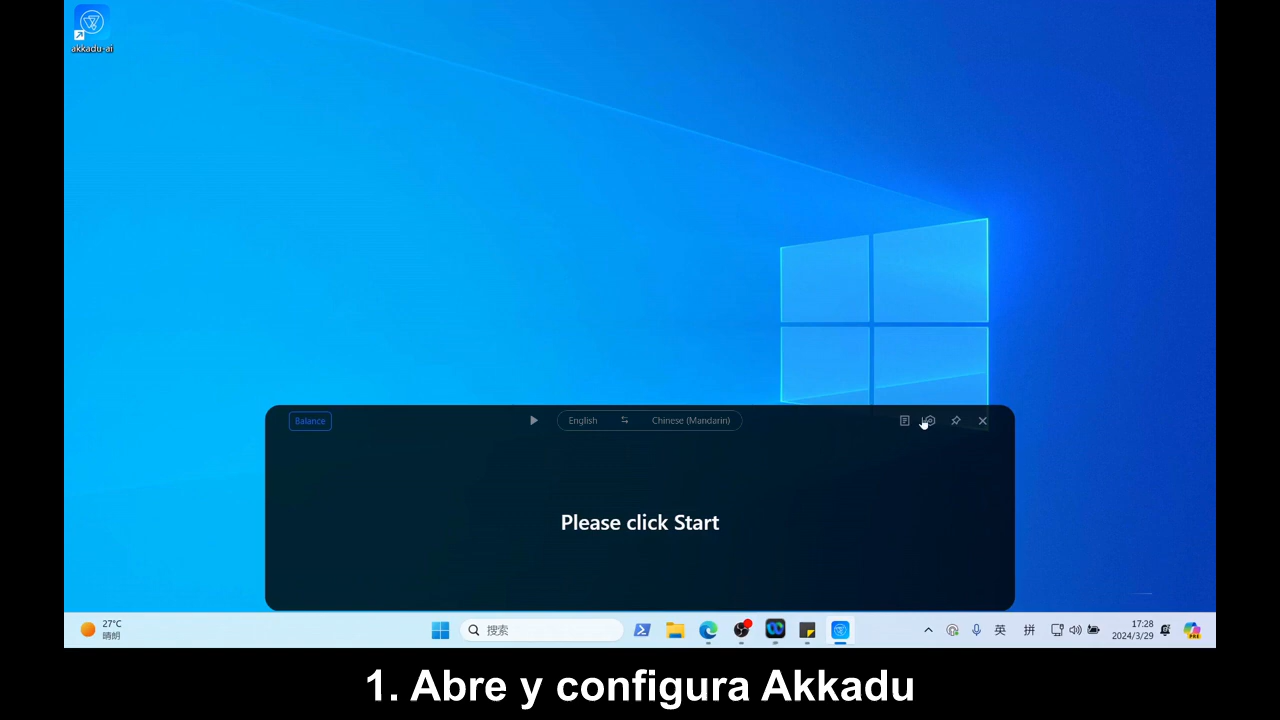 akkadu-ai
Balance
English
Chinese (Mandarin)
Please click Start
27°C
晴朗
搜索
英
拼
17:28
2024/3/29
PRE
1. Abre y configura Akkadu